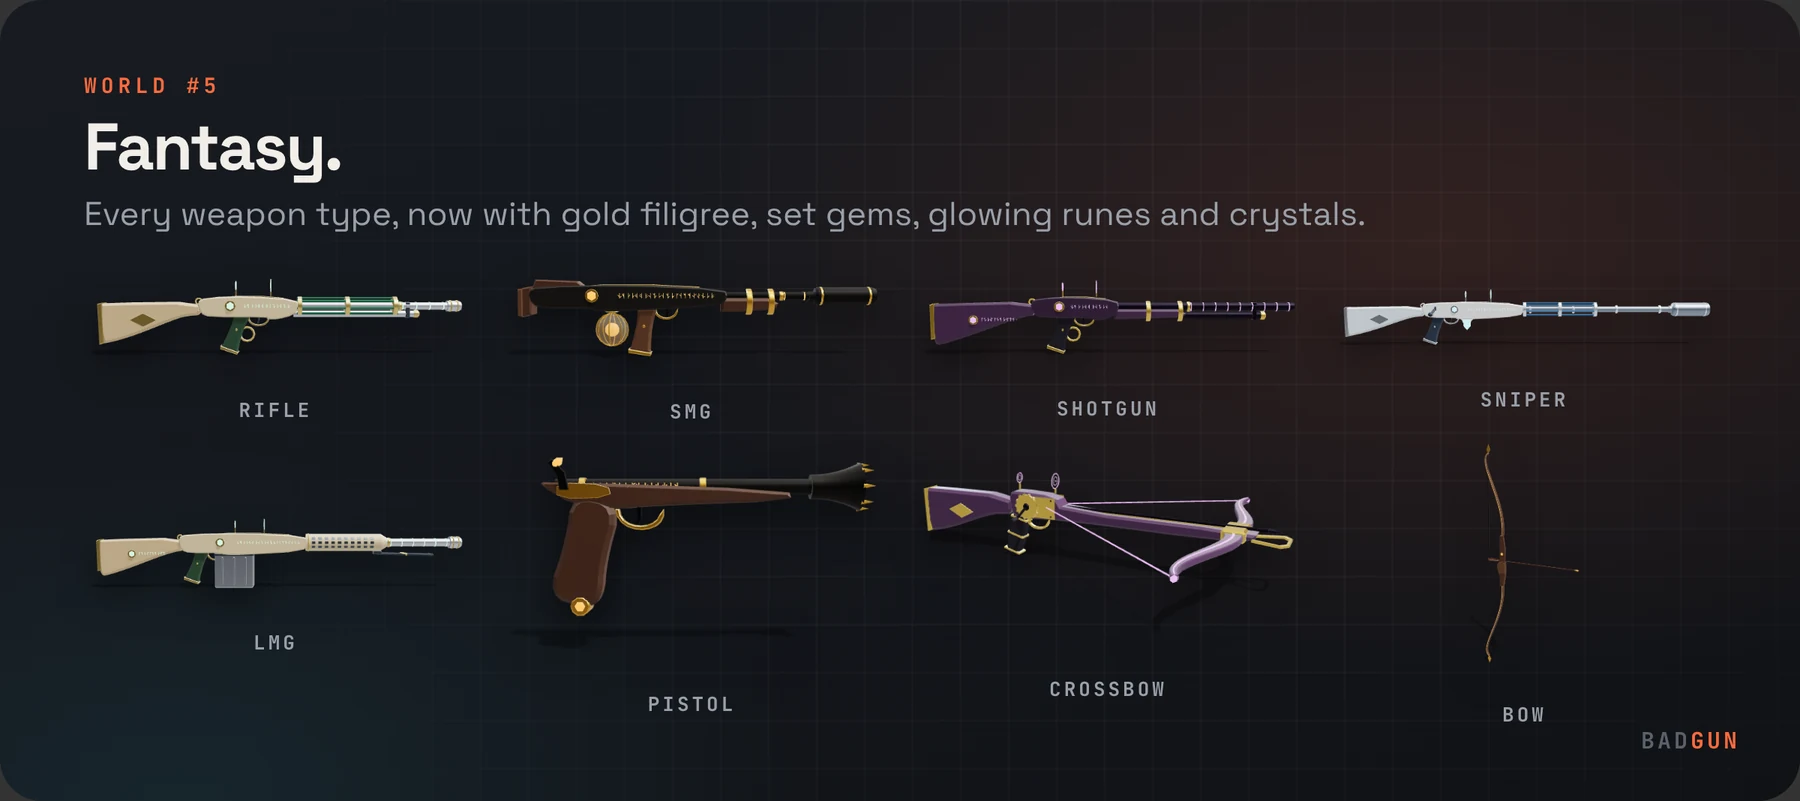 WORLD #5
Fantasy.
Every weapon type, now with gold filigree, set gems, glowing runes and crystals.
RIFLE
SMG
SHOTGUN
SNIPER
LMG
PISTOL
CROSSBOW
BOW
BADGUN